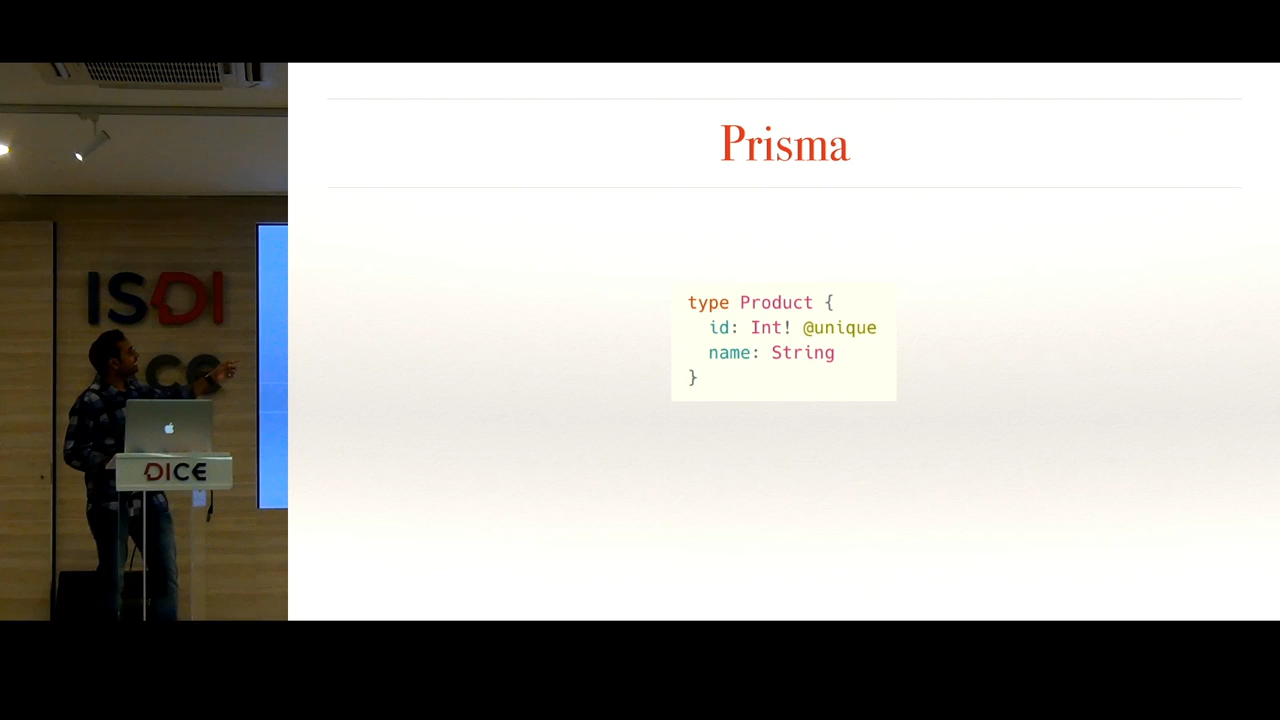 ISDI
DICE
Prisma
type Product {
  id: Int! @unique
  name: String
}